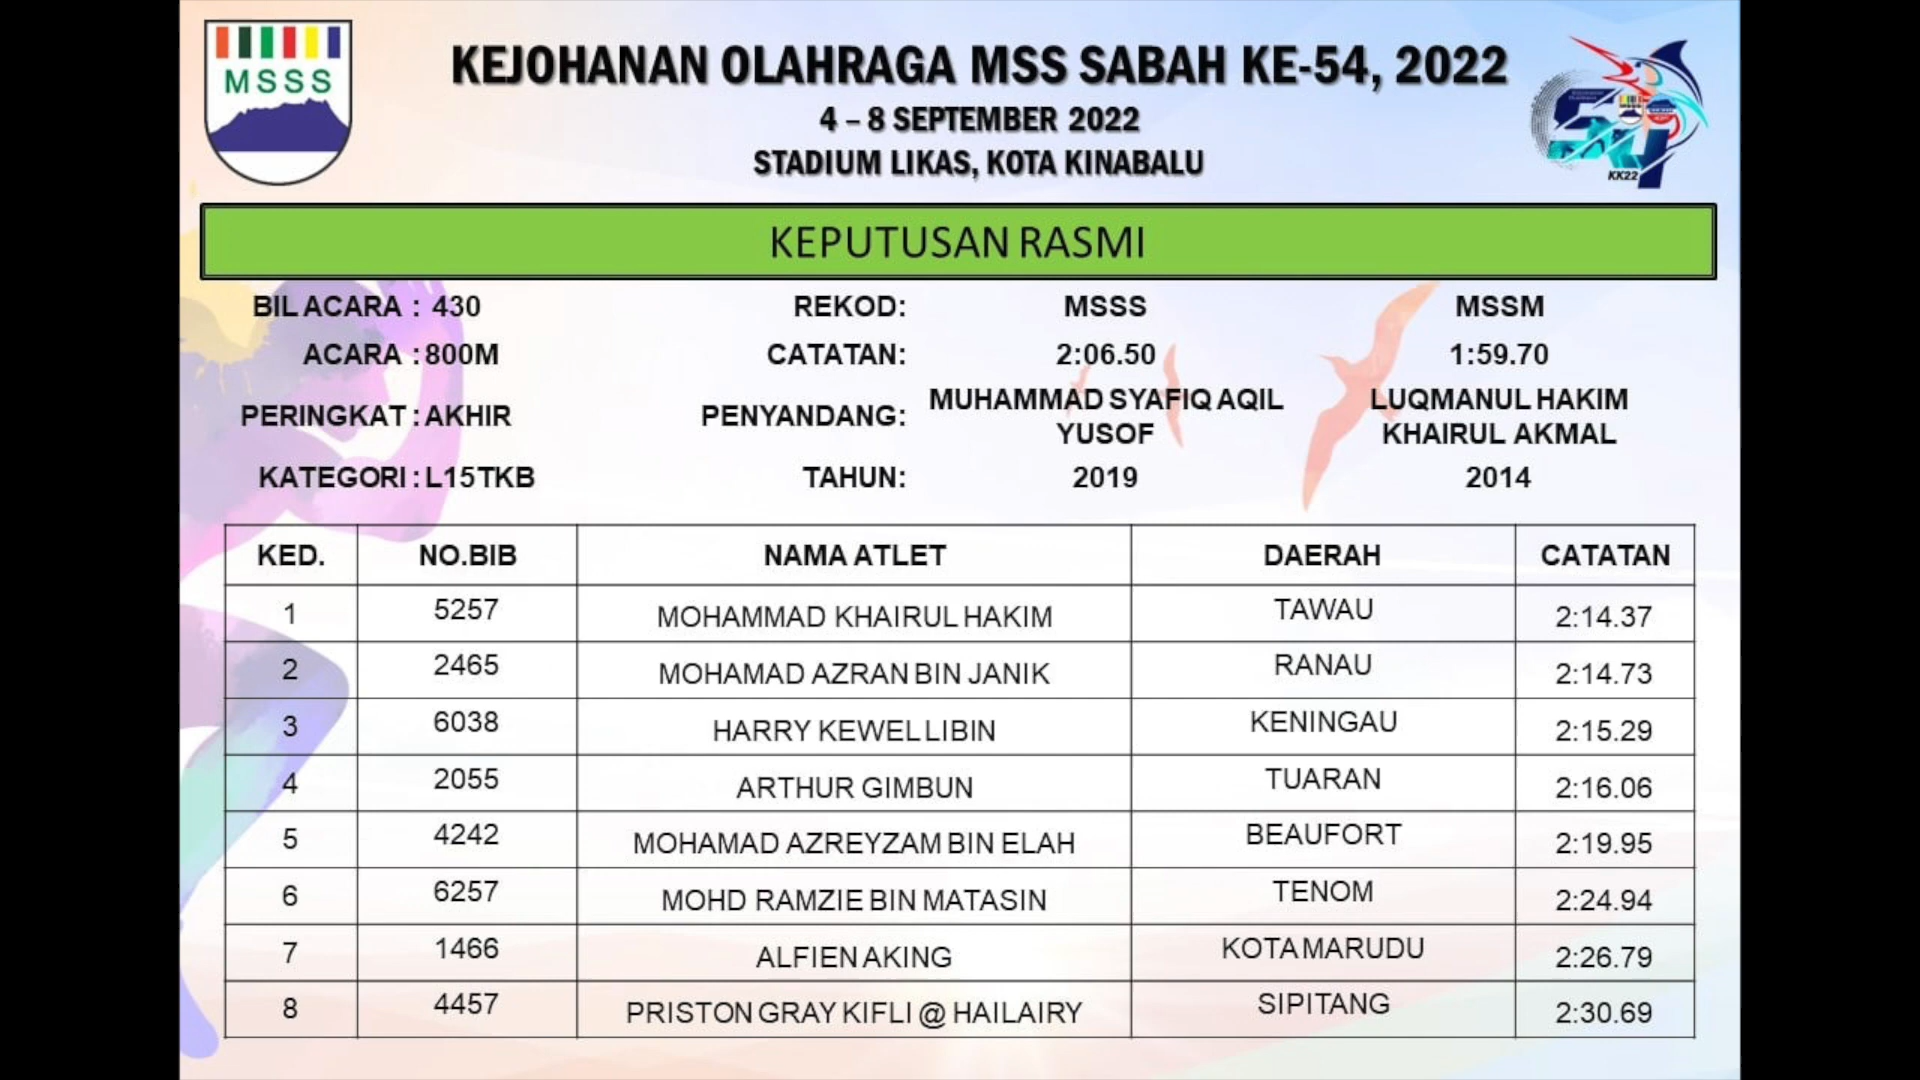 MSSS
KEJOHANAN OLAHRAGA MSS SABAH KE-54, 2022
4 – 8 SEPTEMBER 2022
STADIUM LIKAS, KOTA KINABALU
KK22
KEPUTUSAN RASMI
BIL ACARA : 430 REKOD: MSSS MSSM
ACARA : 800M CATATAN: 2:06.50 1:59.70
PERINGKAT : AKHIR PENYANDANG: MUHAMMAD SYAFIQ AQIL YUSOF LUQMANUL HAKIM KHAIRUL AKMAL
KATEGORI : L15TKB TAHUN: 2019 2014
KED. NO.BIB NAMA ATLET DAERAH CATATAN
1 5257 MOHAMMAD KHAIRUL HAKIM TAWAU 2:14.37
2 2465 MOHAMAD AZRAN BIN JANIK RANAU 2:14.73
3 6038 HARRY KEWEL LIBIN KENINGAU 2:15.29
4 2055 ARTHUR GIMBUN TUARAN 2:16.06
5 4242 MOHAMAD AZREYZAM BIN ELAH BEAUFORT 2:19.95
6 6257 MOHD RAMZIE BIN MATASIN TENOM 2:24.94
7 1466 ALFIEN AKING KOTA MARUDU 2:26.79
8 4457 PRISTON GRAY KIFLI @ HAILAIRY SIPITANG 2:30.69